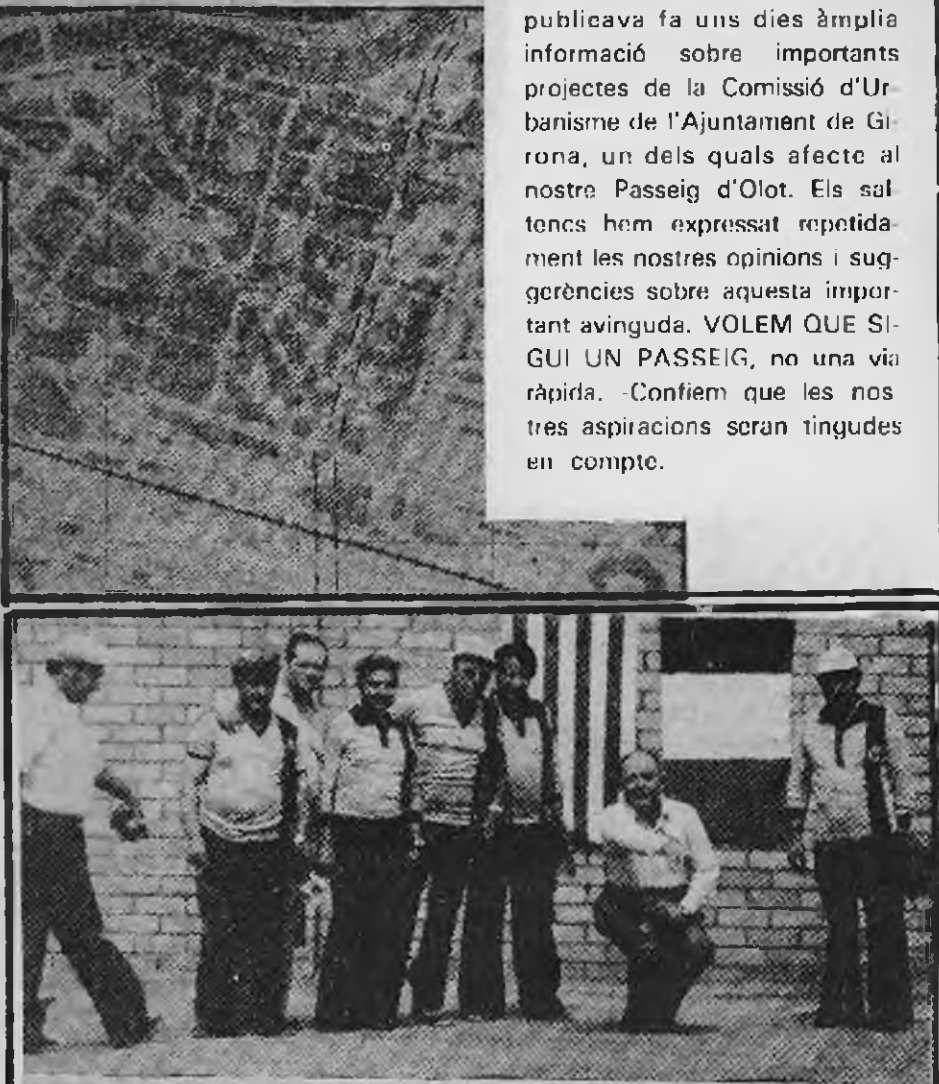 publicava fa uns dies àmplia
informació sobre importants
projectes de la Comissió d'Ur-
banisme de l'Ajuntament de Gi-
rona, un dels quals afecte al
nostre Passeig d'Olot. Els sal-
tencs hem expressat repetida-
ment les nostres opinions i sug-
gerències sobre aquesta impor-
tant avinguda. VOLEM QUE SI-
GUI UN PASSEIG, no una via
ràpida. -Confiem que les nos
tres aspiracions seran tingudes
en compte.